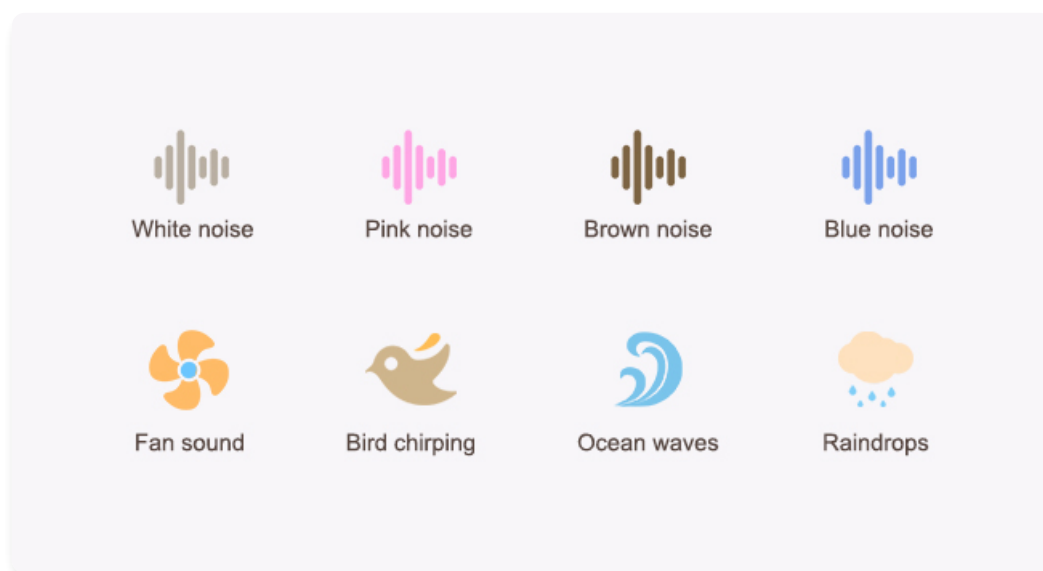 White noise
Pink noise
Brown noise
Blue noise
Fan sound
Bird chirping
Ocean waves
Raindrops